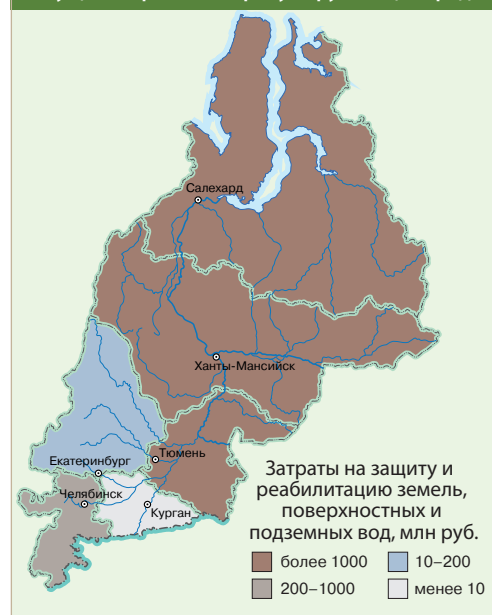 Салехард
Ханты-Мансийск
Тюмень
Екатеринбург
Челябинск
Курган
Затраты на защиту и
реабилитацию земель,
поверхностных и
подземных вод, млн руб.
более 1000
10–200
200–1000
менее 10